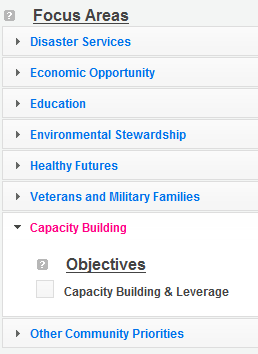 ? Focus Areas
Disaster Services
Economic Opportunity
Education
Environmental Stewardship
Healthy Futures
Veterans and Military Families
Capacity Building
? Objectives
Capacity Building & Leverage
Other Community Priorities